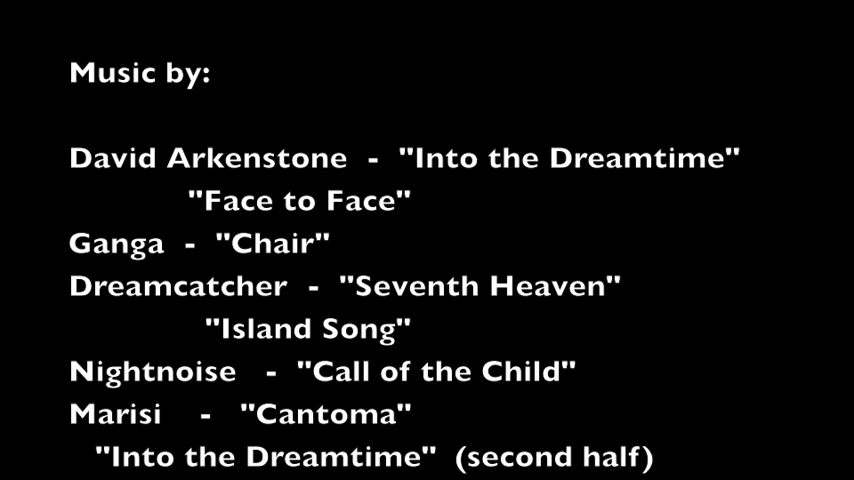 Music by:
David Arkenstone - "Into the Dreamtime"
"Face to Face"
Ganga - "Chair"
Dreamcatcher - "Seventh Heaven"
"Island Song"
Nightnoise - "Call of the Child"
Marisi - "Cantoma"
"Into the Dreamtime" (second half)